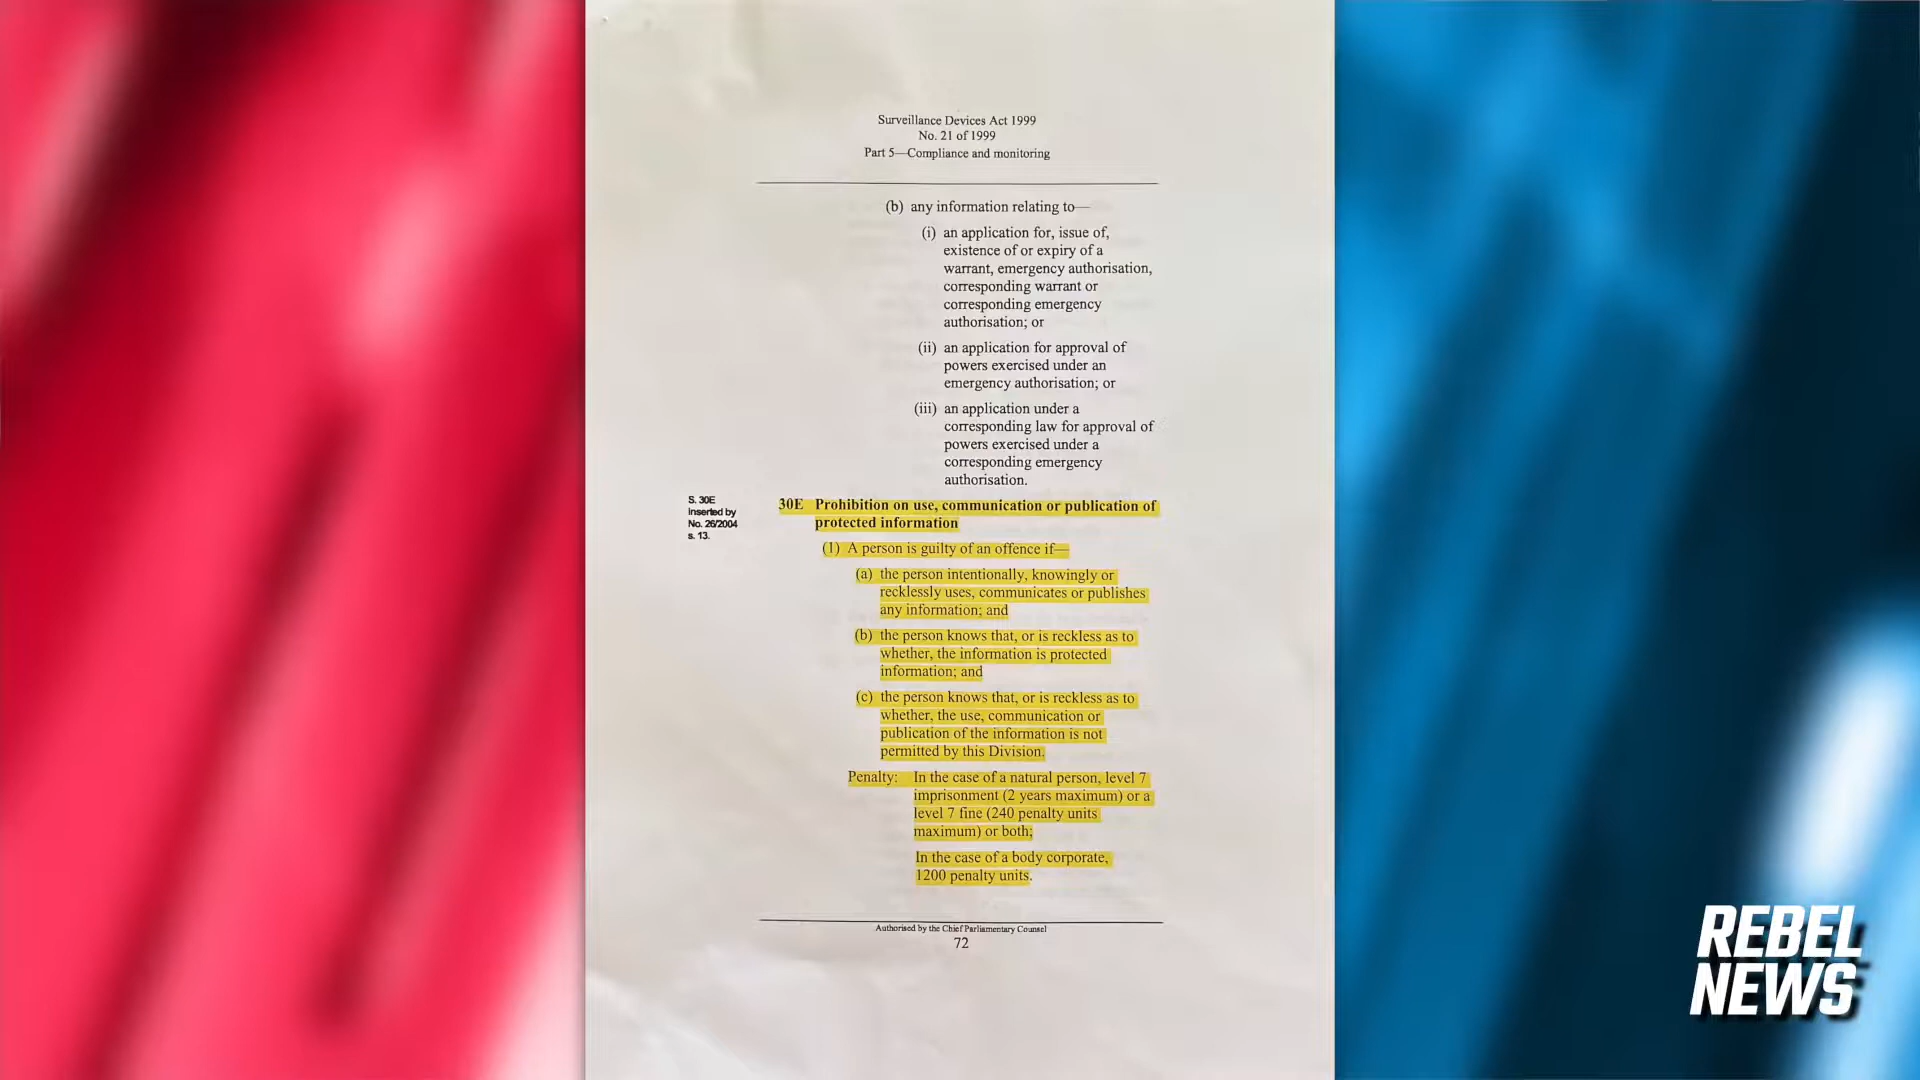 Surveillance Devices Act 1999
No. 21 of 1999
Part 5—Compliance and monitoring
(b) any information relating to—
(i) an application for, issue of,
existence of or expiry of a
warrant, emergency authorisation,
corresponding warrant or
corresponding emergency
authorisation; or
(ii) an application for approval of
powers exercised under an
emergency authorisation; or
(iii) an application under a
corresponding law for approval of
powers exercised under a
corresponding emergency
authorisation.
S. 30E
Inserted by
No. 26/2004
s. 13.
30E Prohibition on use, communication or publication of
protected information
(1) A person is guilty of an offence if—
(a) the person intentionally, knowingly or
recklessly uses, communicates or publishes
any information; and
(b) the person knows that, or is reckless as to
whether, the information is protected
information; and
(c) the person knows that, or is reckless as to
whether, the use, communication or
publication of the information is not
permitted by this Division.
Penalty: In the case of a natural person, level 7
imprisonment (2 years maximum) or a
level 7 fine (240 penalty units
maximum) or both;
In the case of a body corporate,
1200 penalty units.
Authorised by the Chief Parliamentary Counsel
72
REBEL
NEWS